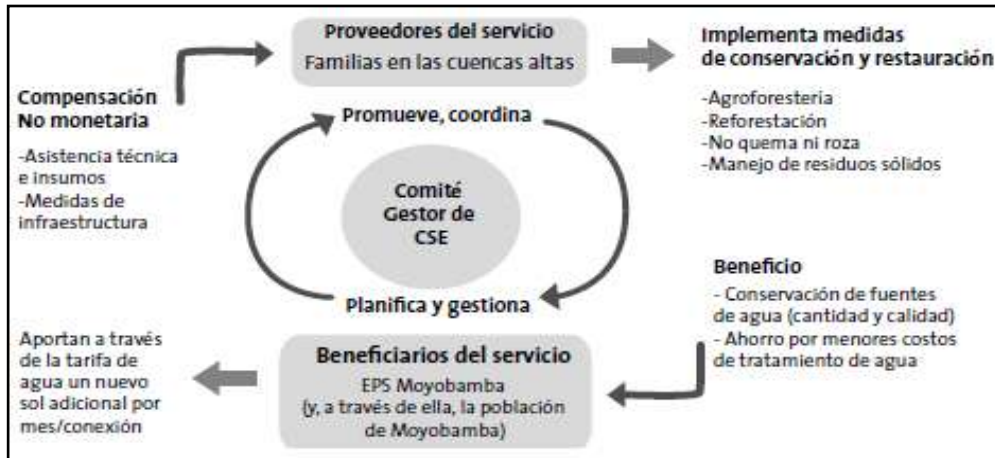 Proveedores del servicio
Familias en las cuencas altas
Implementa medidas
de conservación y restauración
-Agroforesteria
-Reforestación
-No quema ni roza
-Manejo de residuos sólidos
Compensación
No monetaria
-Asistencia técnica
e insumos
-Medidas de
infraestructura
Promueve, coordina
Comité
Gestor de
CSE
Planifica y gestiona
Beneficio
- Conservación de fuentes
de agua (cantidad y calidad)
- Ahorro por menores costos
de tratamiento de agua
Beneficiarios del servicio
EPS Moyobamba
(y, a través de ella, la población
de Moyobamba)
Aportan a través
de la tarifa de
agua un nuevo
sol adicional por
mes/conexión